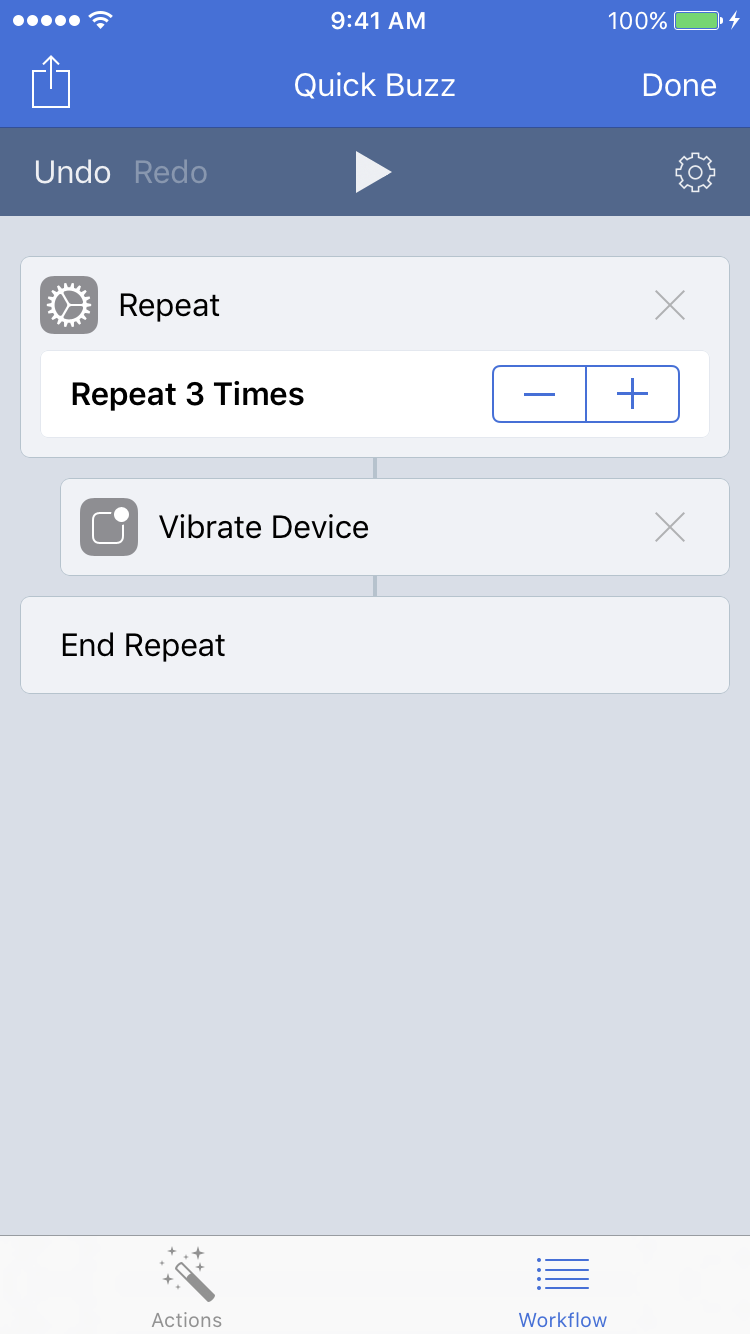 9:41 AM 100%
Quick Buzz Done
Undo Redo
Repeat
Repeat 3 Times
Vibrate Device
End Repeat
Actions Workflow